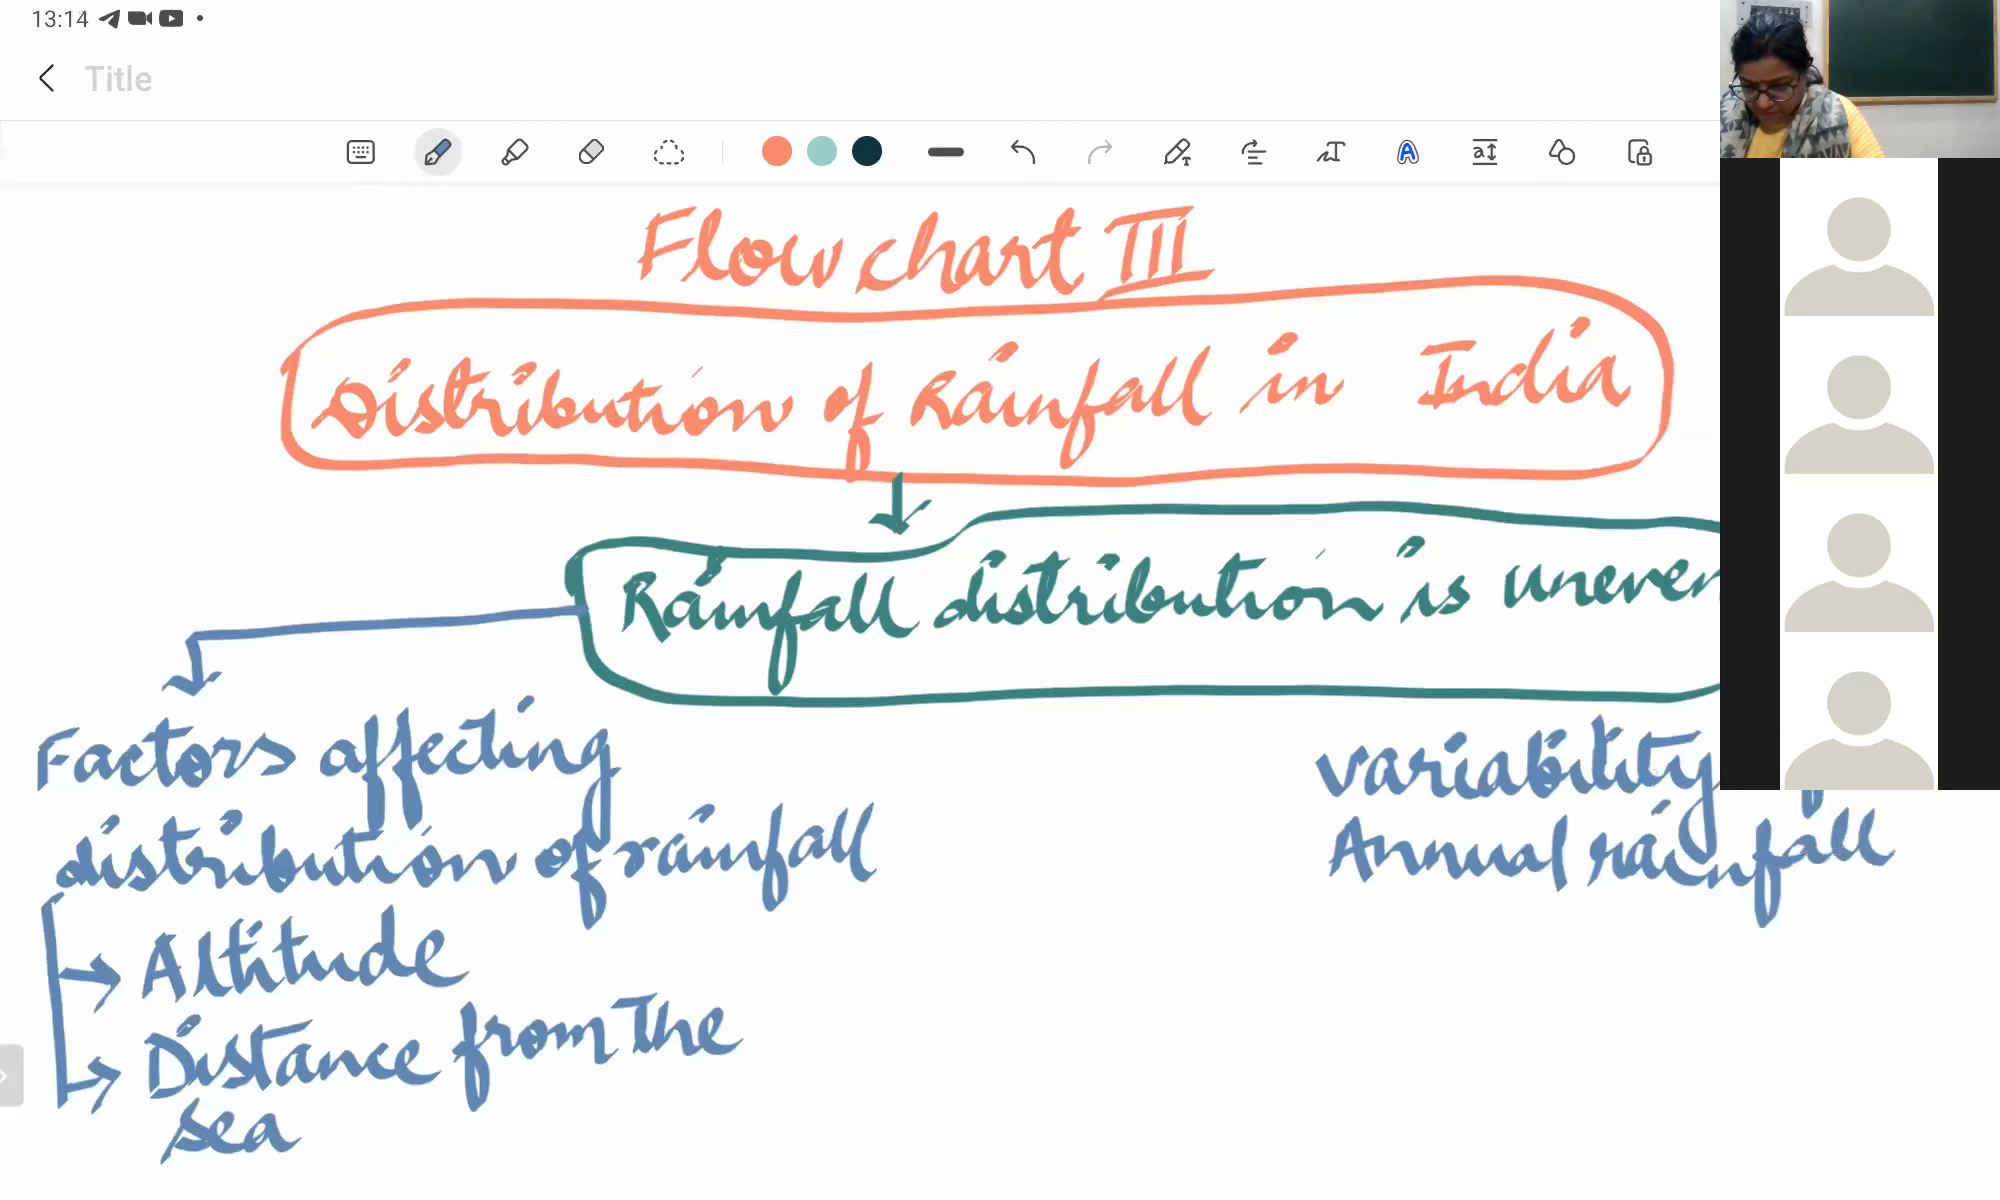 13:14
Title
Flow chart III
Distribution of Rainfall in India
Rainfall distribution is uneven
Factors affecting
distribution of rainfall
→ Altitude
→ Distance from the
sea
variability
Annual rainfall